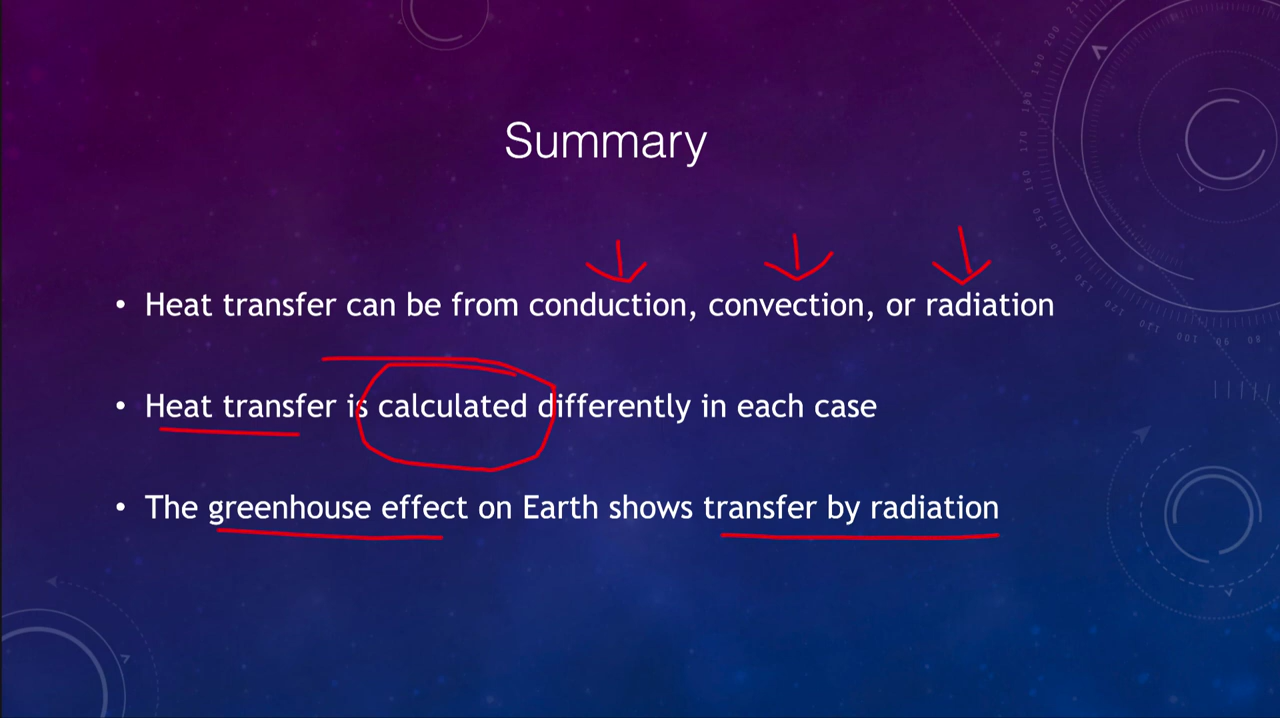 Summary
• Heat transfer can be from conduction, convection, or radiation
• Heat transfer is calculated differently in each case
• The greenhouse effect on Earth shows transfer by radiation